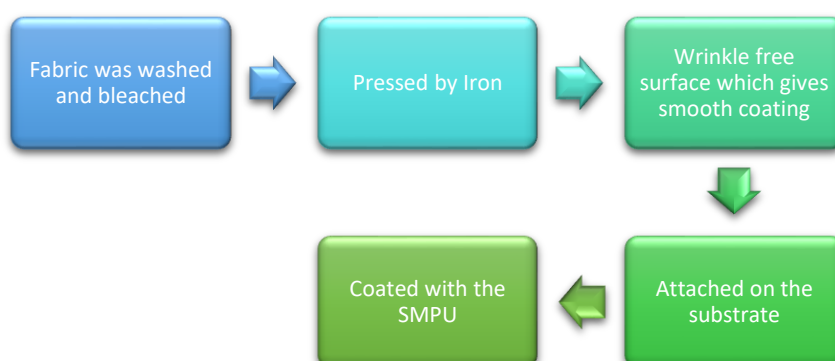 Fabric was washed
and bleached
Pressed by Iron
Wrinkle free
surface which gives
smooth coating
Attached on the
substrate
Coated with the
SMPU